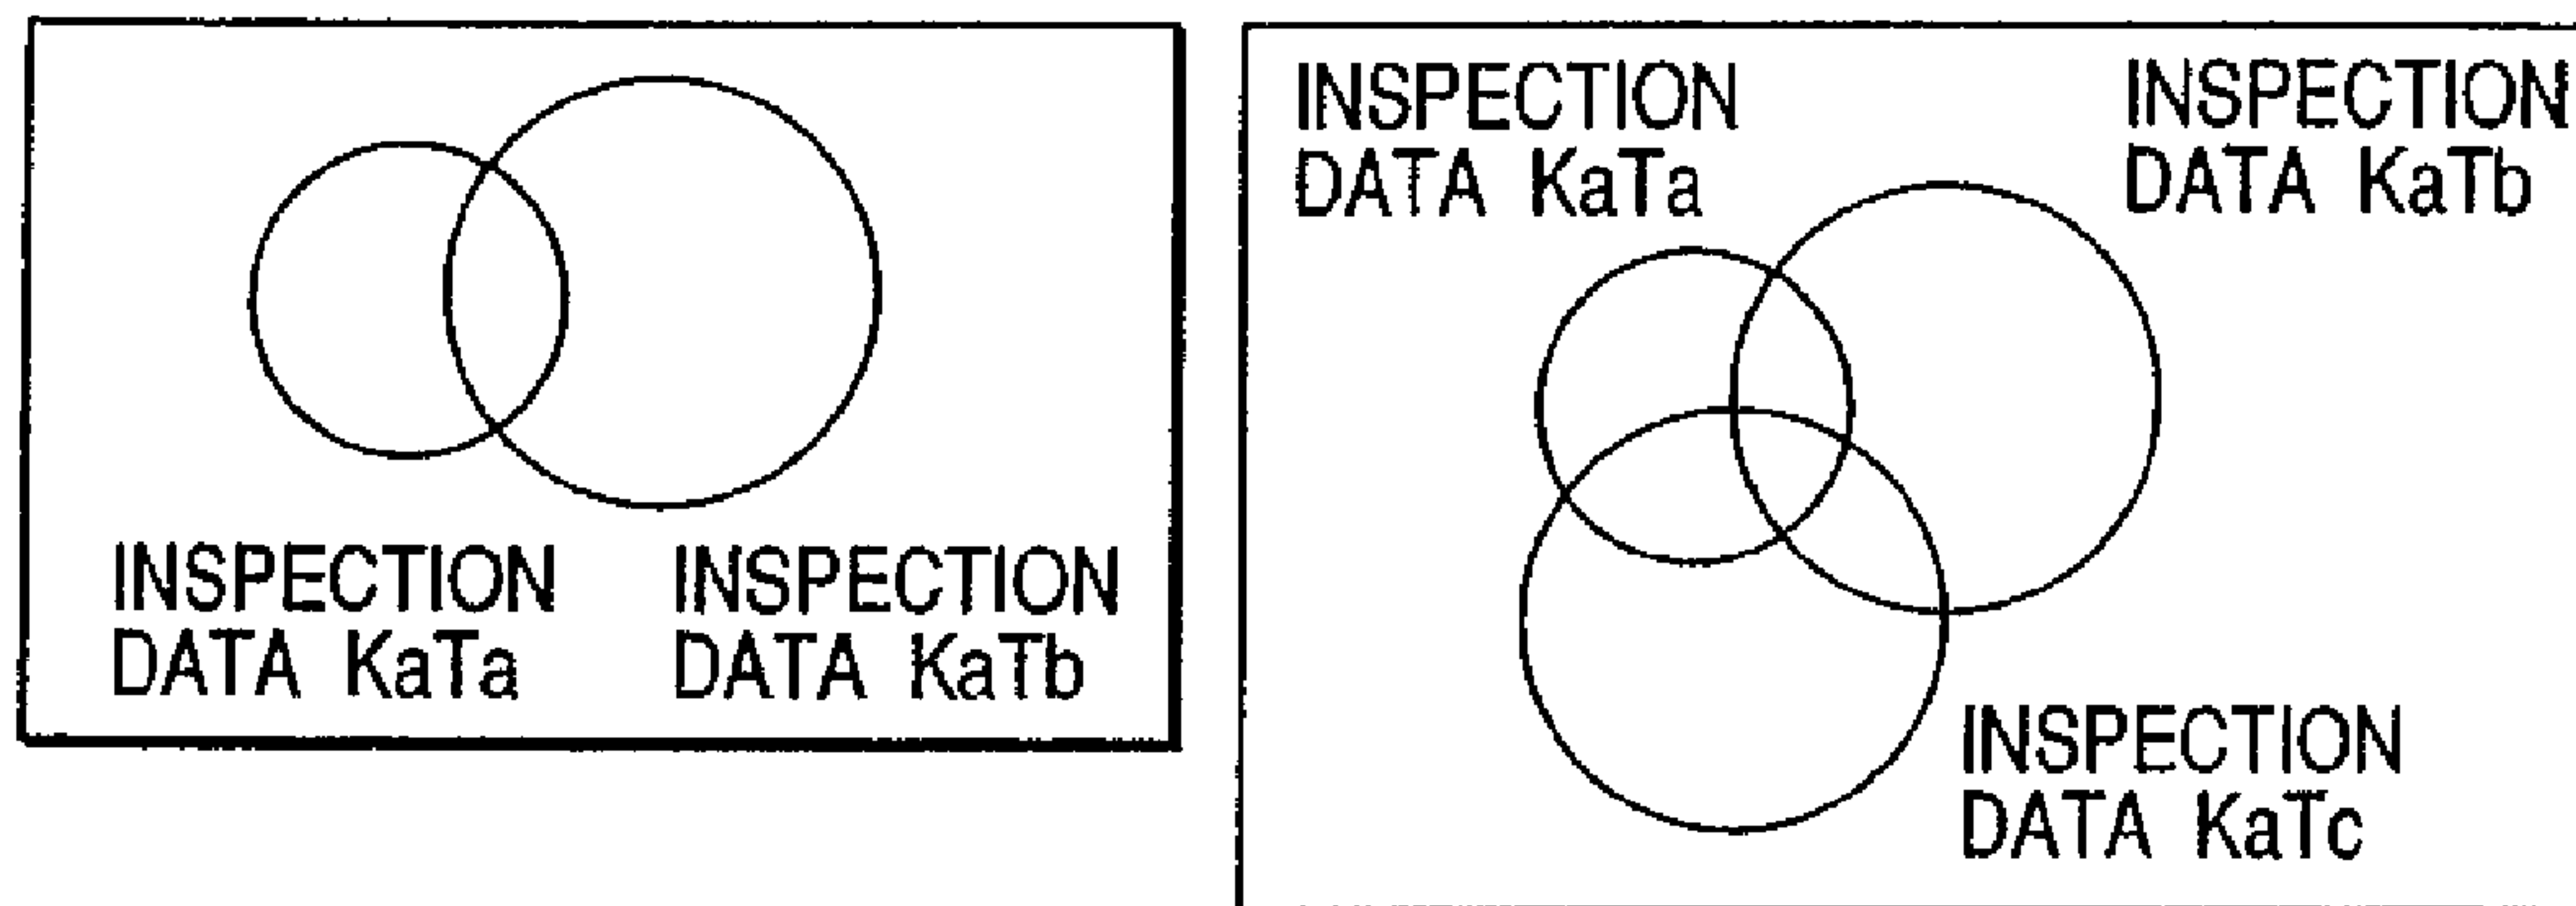 INSPECTION
DATA KaTa
INSPECTION
DATA KaTb
INSPECTION
DATA KaTa
INSPECTION
DATA KaTb
INSPECTION
DATA KaTc